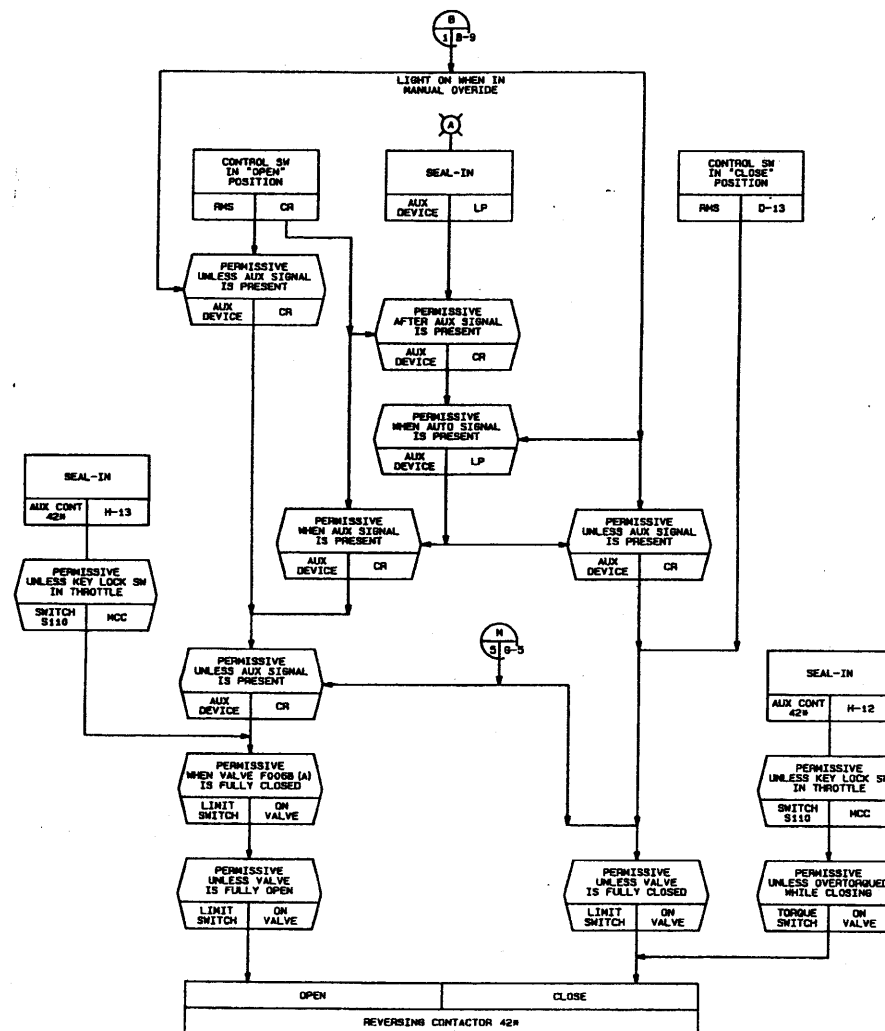 B
1 B-9
LIGHT ON WHEN IN
MANUAL OVERIDE
A
CONTROL SW
IN "OPEN"
POSITION
RMS CR
SEAL-IN
AUX
DEVICE LP
CONTROL SW
IN "CLOSE"
POSITION
RMS D-13
PERMISSIVE
UNLESS AUX SIGNAL
IS PRESENT
AUX
DEVICE CR
PERMISSIVE
AFTER AUX SIGNAL
IS PRESENT
AUX
DEVICE CR
PERMISSIVE
WHEN AUTO SIGNAL
IS PRESENT
AUX
DEVICE LP
SEAL-IN
AUX CONT
42* H-13
PERMISSIVE
WHEN AUX SIGNAL
IS PRESENT
AUX
DEVICE CR
PERMISSIVE
UNLESS AUX SIGNAL
IS PRESENT
AUX
DEVICE CR
PERMISSIVE
UNLESS KEY LOCK SW
IN THROTTLE
SWITCH
S110 MCC
N
5 G-5
PERMISSIVE
UNLESS AUX SIGNAL
IS PRESENT
AUX
DEVICE CR
SEAL-IN
AUX CONT
42* H-12
PERMISSIVE
WHEN VALVE F006B (A)
IS FULLY CLOSED
LIMIT
SWITCH
ON
VALVE
PERMISSIVE
UNLESS KEY LOCK SW
IN THROTTLE
SWITCH
S110 MCC
PERMISSIVE
UNLESS VALVE
IS FULLY OPEN
LIMIT
SWITCH
ON
VALVE
PERMISSIVE
UNLESS VALVE
IS FULLY CLOSED
LIMIT
SWITCH
ON
VALVE
PERMISSIVE
UNLESS OVERTORQUED
WHILE CLOSING
TORQUE
SWITCH
ON
VALVE
OPEN CLOSE
REVERSING CONTACTOR 42*